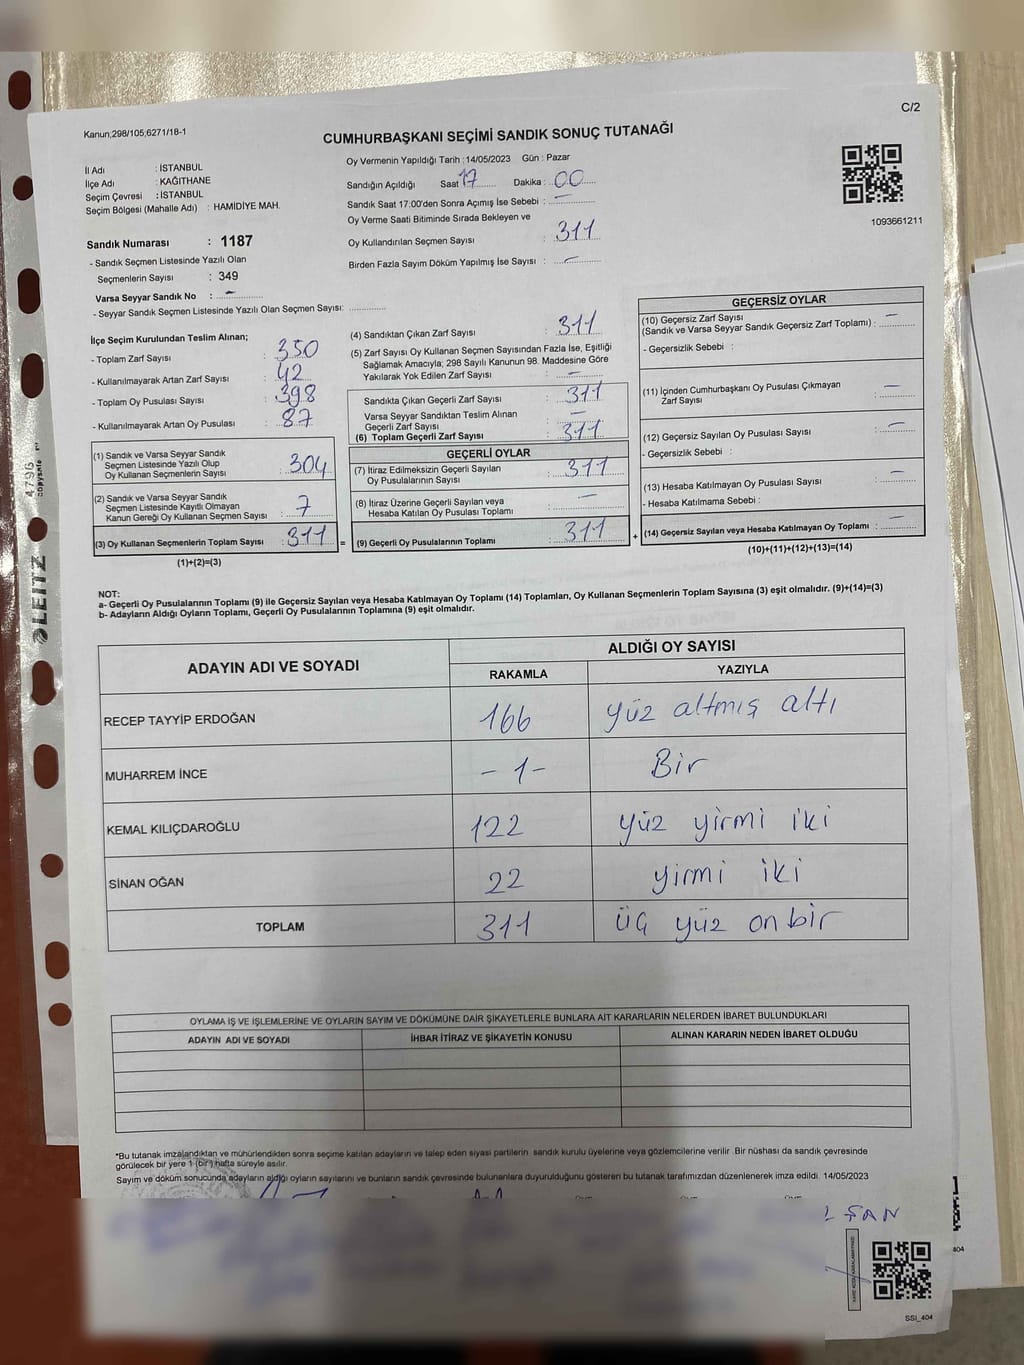 C/2
Kanun;298/105;6271/18-1
CUMHURBAŞKANI SEÇİMİ SANDIK SONUÇ TUTANAĞI
İl Adı : İSTANBUL
İlçe Adı : KAĞITHANE
Seçim Çevresi : İSTANBUL
Seçim Bölgesi (Mahalle Adı) : HAMİDİYE MAH.
Sandık Numarası : 1187
- Sandık Seçmen Listesinde Yazılı Olan
Seçmenlerin Sayısı : 349
Varsa Seyyar Sandık No : -
- Seyyar Sandık Seçmen Listesinde Yazılı Olan Seçmen Sayısı:
Oy Vermenin Yapıldığı Tarih : 14/05/2023 Gün : Pazar
Sandığın Açıldığı Saat 17 Dakika : 00
Sandık Saat 17.00'den Sonra Açımış İse Sebebi : -
Oy Verme Saati Bitiminde Sırada Bekleyen ve
Oy Kullandırılan Seçmen Sayısı : 311
Birden Fazla Sayım Döküm Yapılmış İse Sayısı : -
1093661211
İlçe Seçim Kurulundan Teslim Alınan;
- Toplam Zarf Sayısı : 350
- Kullanılmayarak Artan Zarf Sayısı : 42
- Toplam Oy Pusulası Sayısı : 398
- Kullanılmayarak Artan Oy Pusulası : 87
(1) Sandık ve Varsa Seyyar Sandık
Seçmen Listesinde Yazılı Olup
Oy Kullanan Seçmenlerin Sayısı : 304
(2) Sandık ve Varsa Seyyar Sandık
Seçmen Listesinde Kayıtlı Olmayan
Kanun Gereği Oy Kullanan Seçmen Sayısı : 7
(3) Oy Kullanan Seçmenlerin Toplam Sayısı : 311
(1)+(2)=(3)
=
(4) Sandıktan Çıkan Zarf Sayısı : 311
(5) Zarf Sayısı Oy Kullanan Seçmen Sayısından Fazla İse, Eşitliği
Sağlamak Amacıyla; 298 Sayılı Kanunun 98. Maddesine Göre
Yakılarak Yok Edilen Zarf Sayısı : -
Sandıkta Çıkan Geçerli Zarf Sayısı : 311
Varsa Seyyar Sandıktan Teslim Alınan
Geçerli Zarf Sayısı : -
(6) Toplam Geçerli Zarf Sayısı : 311
GEÇERLİ OYLAR
(7) İtiraz Edilmeksizin Geçerli Sayılan
Oy Pusulalarının Sayısı : 311
(8) İtiraz Üzerine Geçerli Sayılan veya
Hesaba Katılan Oy Pusulası Toplamı : -
(9) Geçerli Oy Pusulalarının Toplamı : 311
+
GEÇERSİZ OYLAR
(10) Geçersiz Zarf Sayısı
(Sandık ve Varsa Seyyar Sandık Geçersiz Zarf Toplamı) : -
- Geçersizlik Sebebi :
(11) İçinden Cumhurbaşkanı Oy Pusulası Çıkmayan
Zarf Sayısı : -
(12) Geçersiz Sayılan Oy Pusulası Sayısı : -
- Geçersizlik Sebebi :
(13) Hesaba Katılmayan Oy Pusulası Sayısı : -
- Hesaba Katılmama Sebebi :
(14) Geçersiz Sayılan veya Hesaba Katılmayan Oy Toplamı : -
(10)+(11)+(12)+(13)=(14)
NOT:
a- Geçerli Oy Pusulalarının Toplamı (9) ile Geçersiz Sayılan veya Hesaba Katılmayan Oy Toplamı (14) Toplamları, Oy Kullanan Seçmenlerin Toplam Sayısına (3) eşit olmalıdır. (9)+(14)=(3)
b- Adayların Aldığı Oyların Toplamı, Geçerli Oy Pusulalarının Toplamına (9) eşit olmalıdır.
ADAYIN ADI VE SOYADI ALDIĞI OY SAYISI
RAKAMLA YAZIYLA
RECEP TAYYİP ERDOĞAN 166 yüz altmış altı
MUHARREM İNCE -1- Bir
KEMAL KILIÇDAROĞLU 122 yüz yirmi iki
SİNAN OĞAN 22 yirmi iki
TOPLAM 311 üç yüz on bir
OYLAMA İŞ VE İŞLEMLERİNE VE OYLARIN SAYIM VE DÖKÜMÜNE DAİR ŞİKAYETLERLE BUNLARA AİT KARARLARIN NELERDEN İBARET BULUNDUKLARI
ADAYIN ADI VE SOYADI İHBAR İTİRAZ VE ŞİKAYETİN KONUSU ALINAN KARARIN NEDEN İBARET OLDUĞU
*Bu tutanak imzalandıktan ve mühürlendikten sonra seçime katılan adayların ve talep eden siyasi partilerin sandık kurulu üyelerine veya gözlemcilerine verilir .Bir nüshası da sandık çevresinde
görülecek bir yere 1 (bir) hafta süreyle asılır.
Sayım ve döküm sonucunda adayların aldığı oyların sayılarını ve bunların sandık çevresinde bulunanlara duyurulduğunu gösteren bu tutanak tarafımızdan düzenlenerek imza edildi. 14/05/2023
ŞAN
SSI_404
404
LEITZ
4796
copysafe